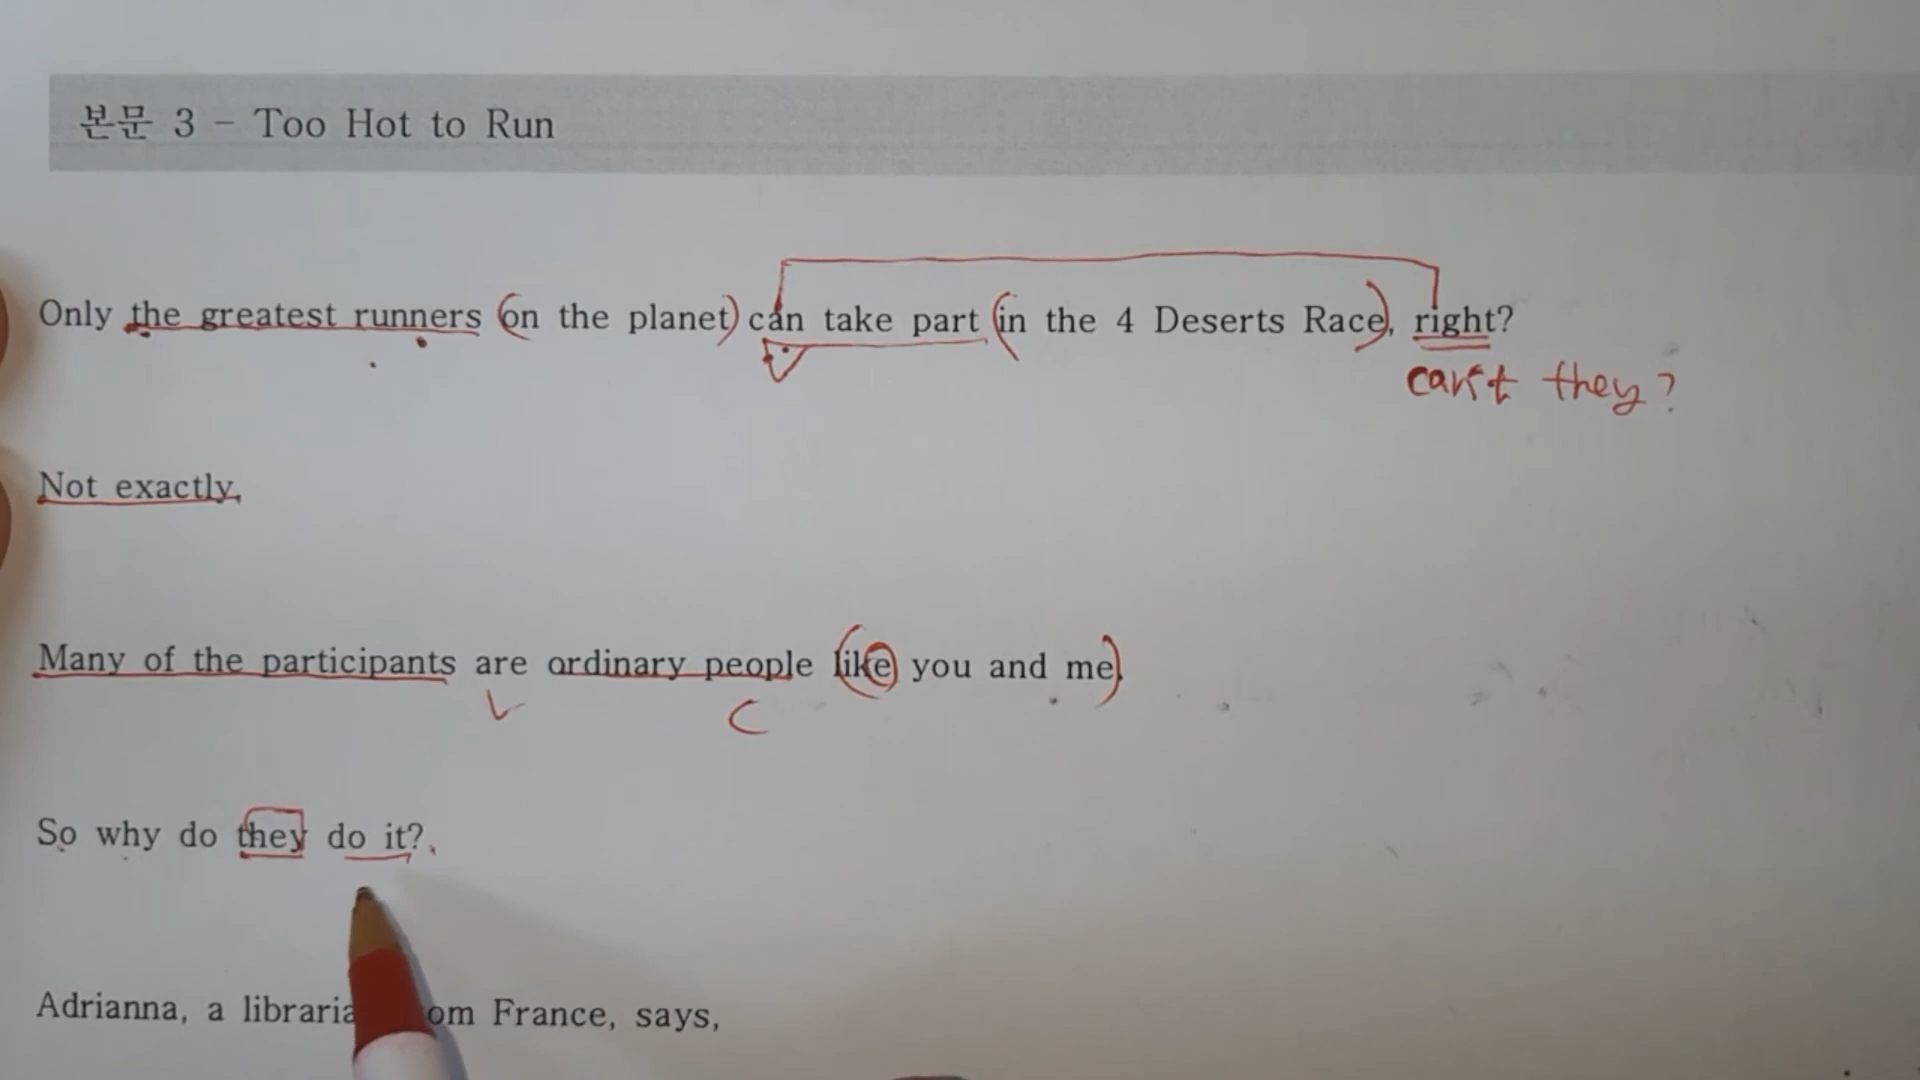 본문 3 - Too Hot to Run
Only the greatest runners (on the planet) can take part (in the 4 Deserts Race), right?
V
can't they?
Not exactly.
Many of the participants are ordinary people (like you and me).
V C
So why do they do it?
Adrianna, a France, says,